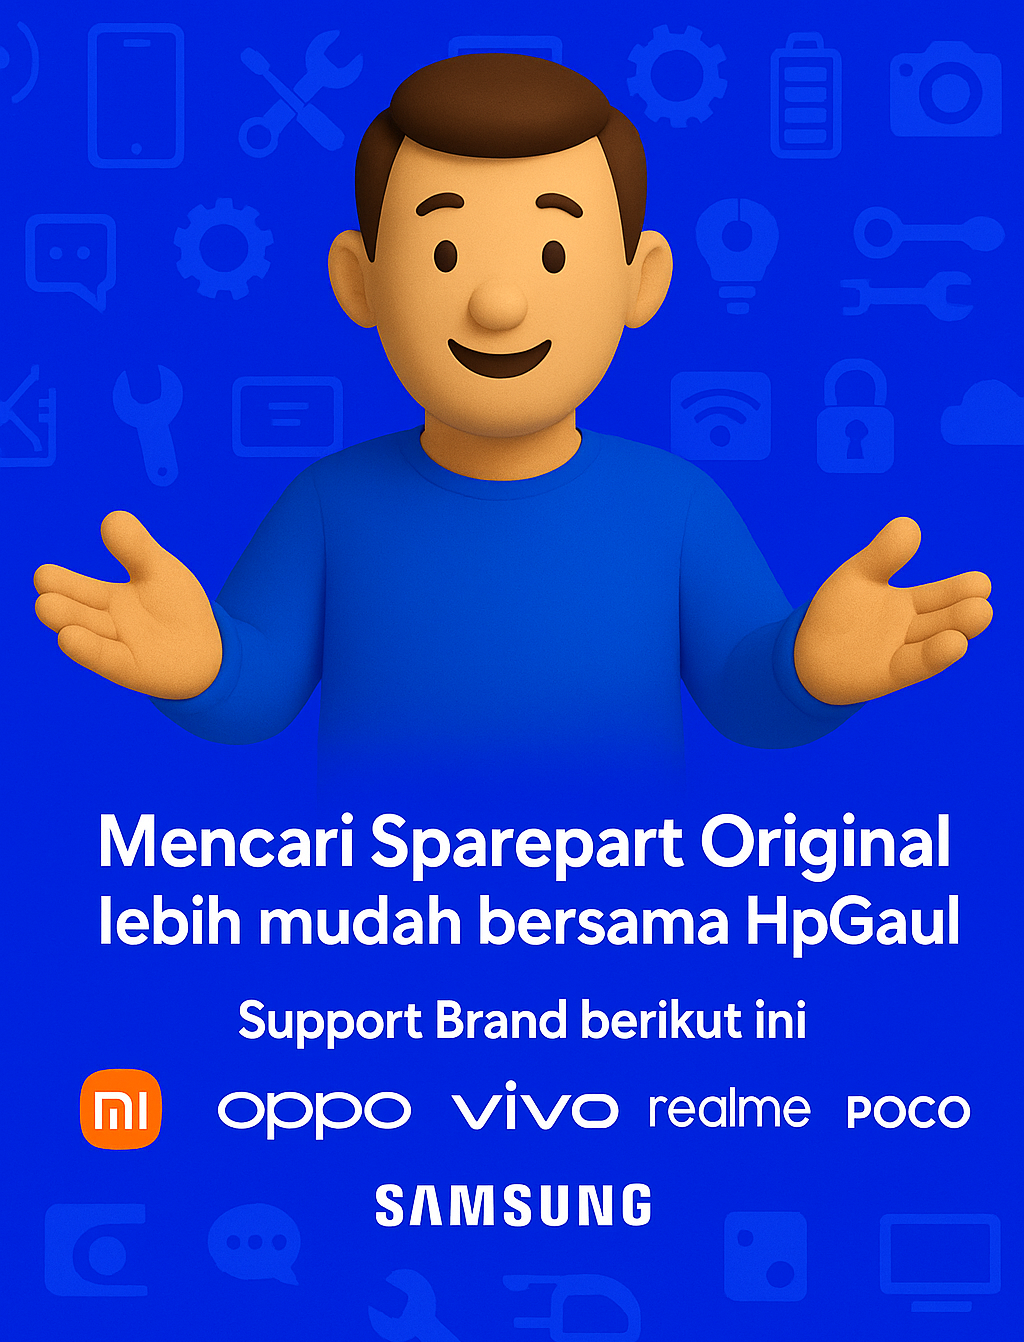 Mencari Sparepart Original
lebih mudah bersama HpGaul
Support Brand berikut ini
mi oppo vivo realme POCO
SAMSUNG